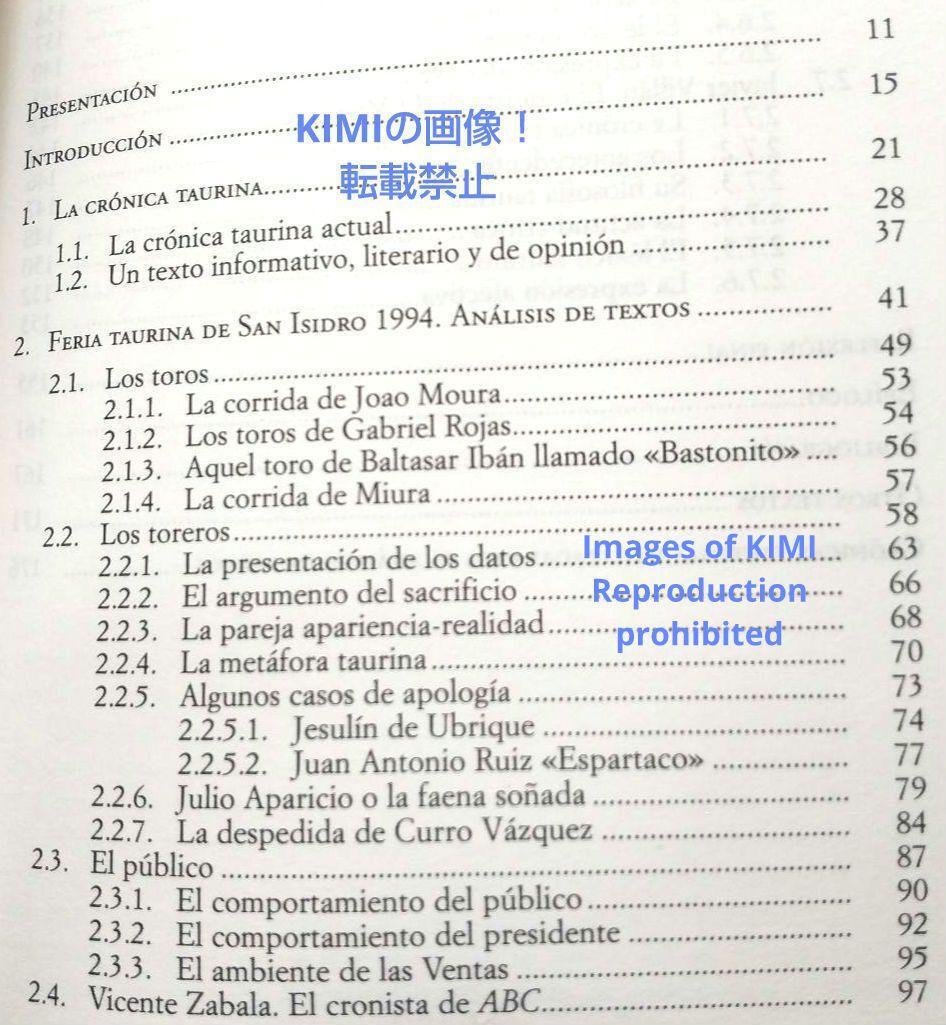 PRESENTACIÓN ........ 11
INTRODUCCIÓN ........ 15
KIMIの画像！
転載禁止
1. LA CRÓNICA TAURINA ........ 21
1.1. La crónica taurina actual ........ 28
1.2. Un texto informativo, literario y de opinión ........ 37
2. FERIA TAURINA DE SAN ISIDRO 1994. ANÁLISIS DE TEXTOS ........ 41
2.1. Los toros ........ 49
2.1.1. La corrida de Joao Moura ........ 53
2.1.2. Los toros de Gabriel Rojas ........ 54
2.1.3. Aquel toro de Baltasar Ibán llamado «Bastonito» .... 56
2.1.4. La corrida de Miura ........ 57
2.2. Los toreros ........ 58
Images of KIMI
Reproduction
prohibited
2.2.1. La presentación de los datos ........ 63
2.2.2. El argumento del sacrificio ........ 66
2.2.3. La pareja apariencia-realidad ........ 68
2.2.4. La metáfora taurina ........ 70
2.2.5. Algunos casos de apología ........ 73
2.2.5.1. Jesulín de Ubrique ........ 74
2.2.5.2. Juan Antonio Ruiz «Espartaco» ........ 77
2.2.6. Julio Aparicio o la faena soñada ........ 79
2.2.7. La despedida de Curro Vázquez ........ 84
2.3. El público ........ 87
2.3.1. El comportamiento del público ........ 90
2.3.2. El comportamiento del presidente ........ 92
2.3.3. El ambiente de las Ventas ........ 95
2.4. Vicente Zabala. El cronista de ABC ........ 97